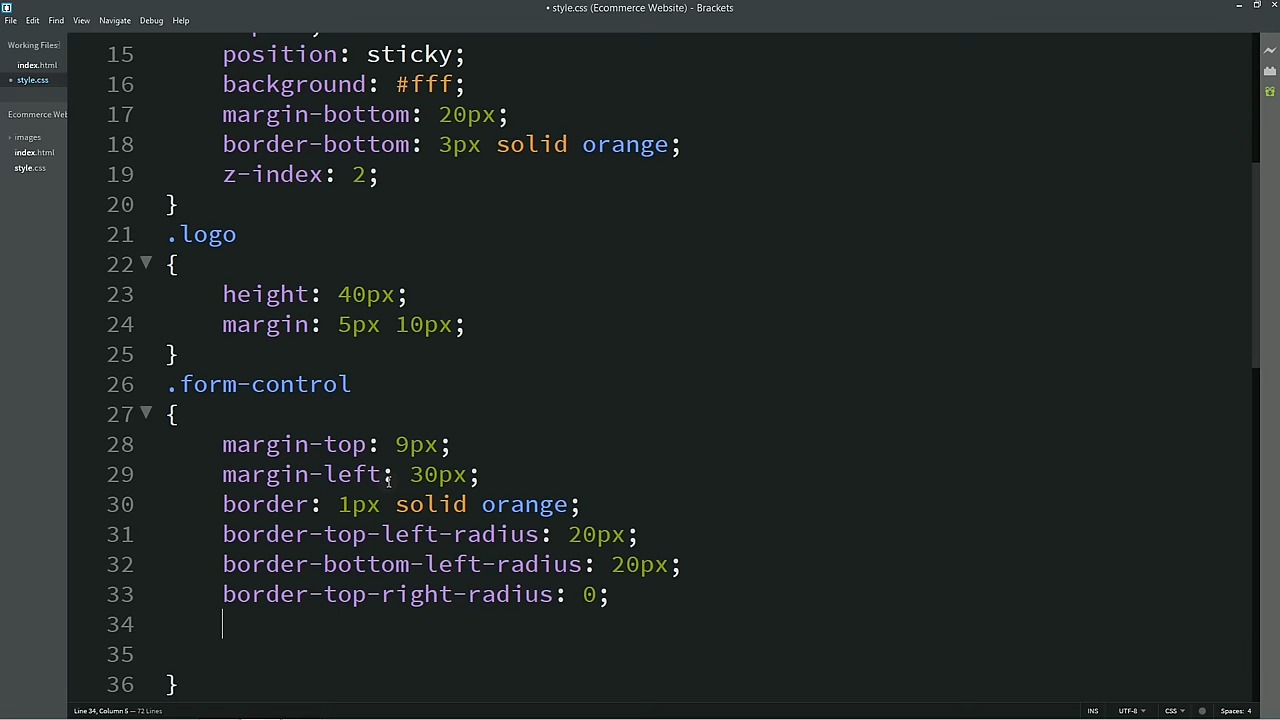 • style.css (Ecommerce Website) - Brackets
File Edit Find View Navigate Debug Help
Working Files
index.html
• style.css
Ecommerce Web
images
index.html
style.css
15 position: sticky;
16 background: #fff;
17 margin-bottom: 20px;
18 border-bottom: 3px solid orange;
19 z-index: 2;
20 }
21 .logo
22 {
23 height: 40px;
24 margin: 5px 10px;
25 }
26 .form-control
27 {
28 margin-top: 9px;
29 margin-left: 30px;
30 border: 1px solid orange;
31 border-top-left-radius: 20px;
32 border-bottom-left-radius: 20px;
33 border-top-right-radius: 0;
34
35
36 }
Line 34, Column 5 — 72 Lines
INS UTF-8 CSS Spaces: 4